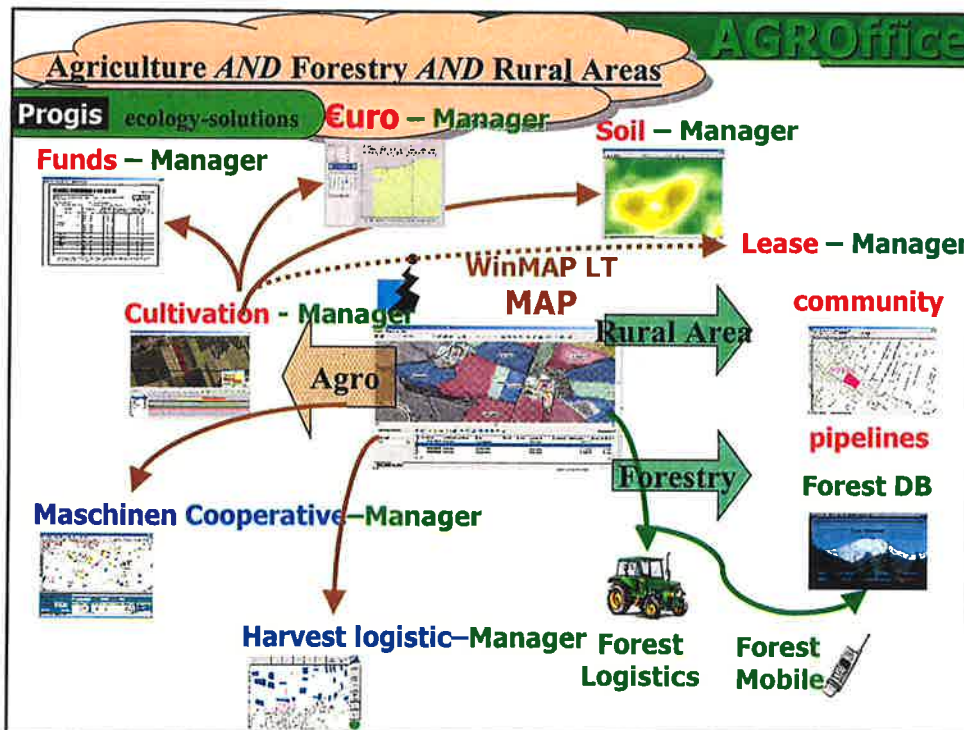 AGROffice
Agriculture AND Forestry AND Rural Areas
Progis ecology-solutions
€uro – Manager
Soil – Manager
Funds – Manager
Lease – Manager
WinMAP LT
MAP
Cultivation - Manager
community
Rural Area
Agro
pipelines
Forestry
Forest DB
Maschinen Cooperative–Manager
Harvest logistic–Manager
Forest
Logistics
Forest
Mobile